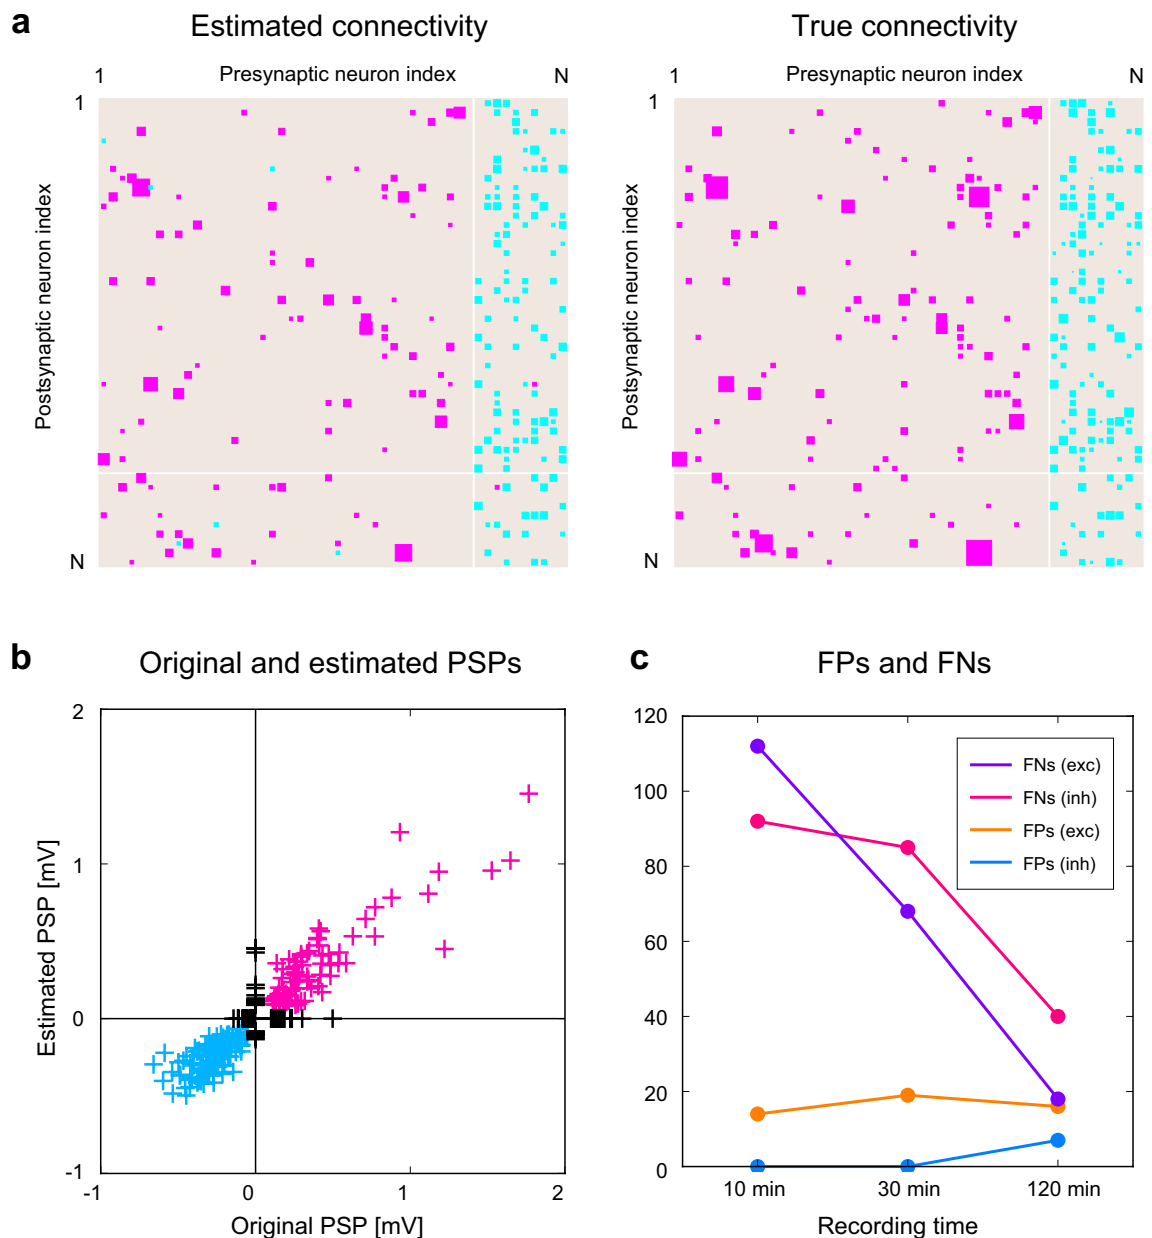 a
Estimated connectivity
True connectivity
1
Presynaptic neuron index
N
1
Presynaptic neuron index
N
1
Postsynaptic neuron index
N
1
Postsynaptic neuron index
N
b
Original and estimated PSPs
2
1
0
-1
Estimated PSP [mV]
-1
0
1
2
Original PSP [mV]
c
FPs and FNs
120
100
80
60
40
20
0
FNs (exc)
FNs (inh)
FPs (exc)
FPs (inh)
10 min
30 min
120 min
Recording time